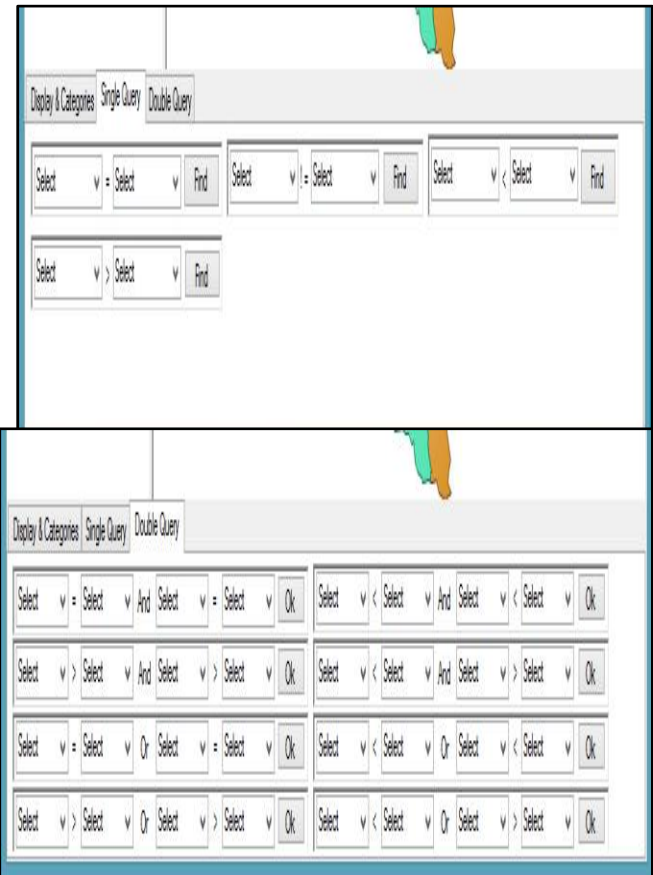 Display & Categories Single Query Double Query
Select = Select Find Select != Select Find Select < Select Find
Select > Select Find
Display & Categories Single Query Double Query
Select = Select And Select = Select Ok Select < Select And Select < Select Ok
Select > Select And Select > Select Ok Select < Select And Select > Select Ok
Select = Select Or Select = Select Ok Select < Select Or Select < Select Ok
Select > Select Or Select > Select Ok Select < Select Or Select > Select Ok